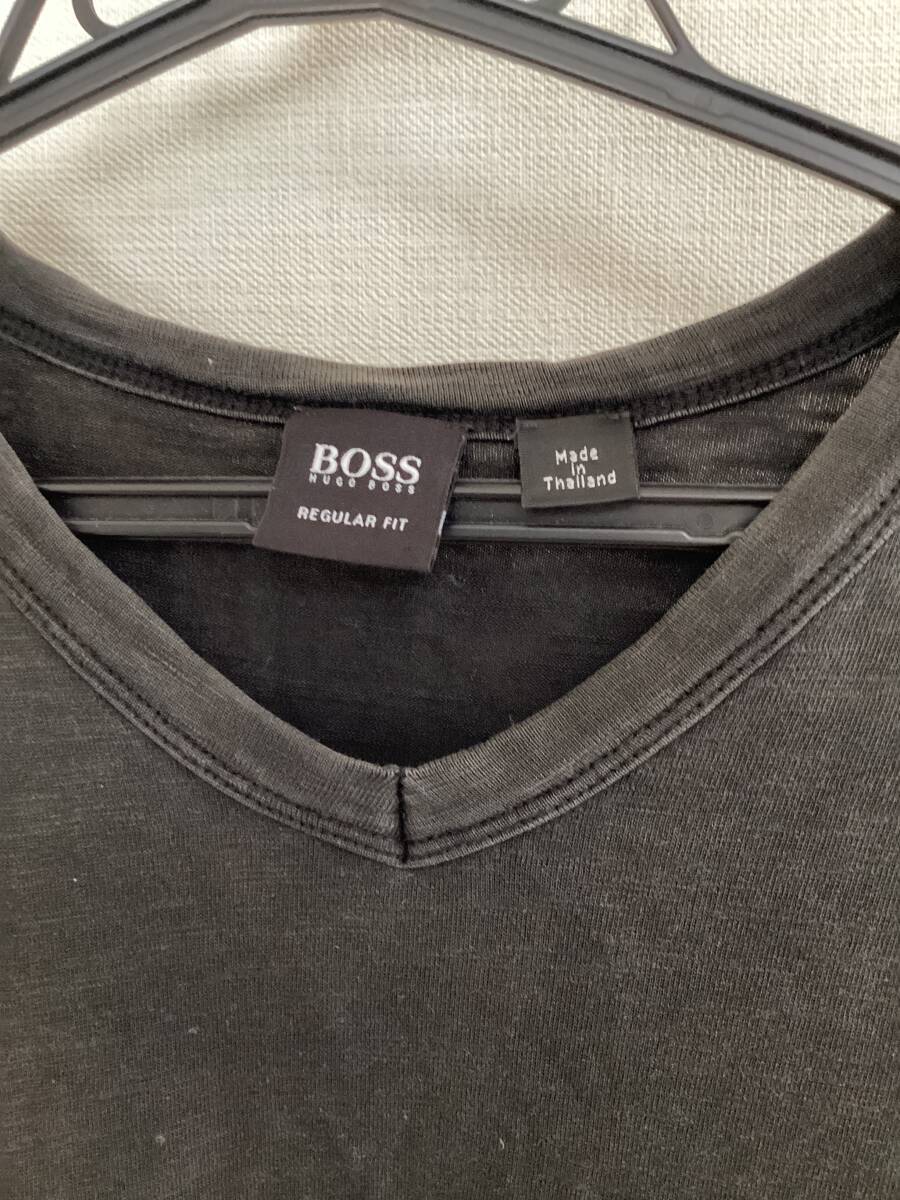 BOSS
HUGO BOSS
REGULAR FIT
Made
in
Thailand